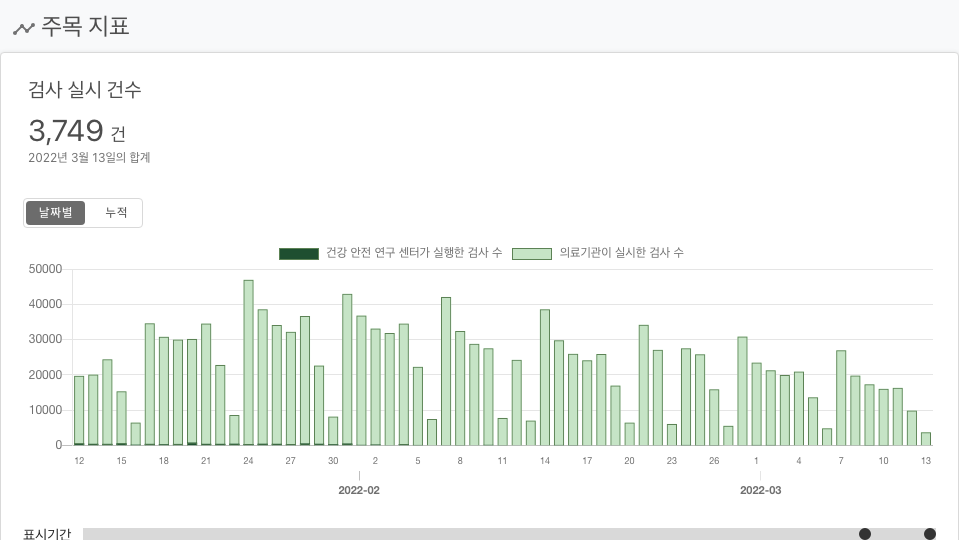 주목 지표
검사 실시 건수
3,749 건
2022년 3월 13일의 합계
날짜별 누적
건강 안전 연구 센터가 실행한 검사 수 의료기관이 실시한 검사 수
50000
40000
30000
20000
10000
0
12 15 18 21 24 27 30 2 5 8 11 14 17 20 23 26 1 4 7 10 13
2022-02 2022-03
표시기간